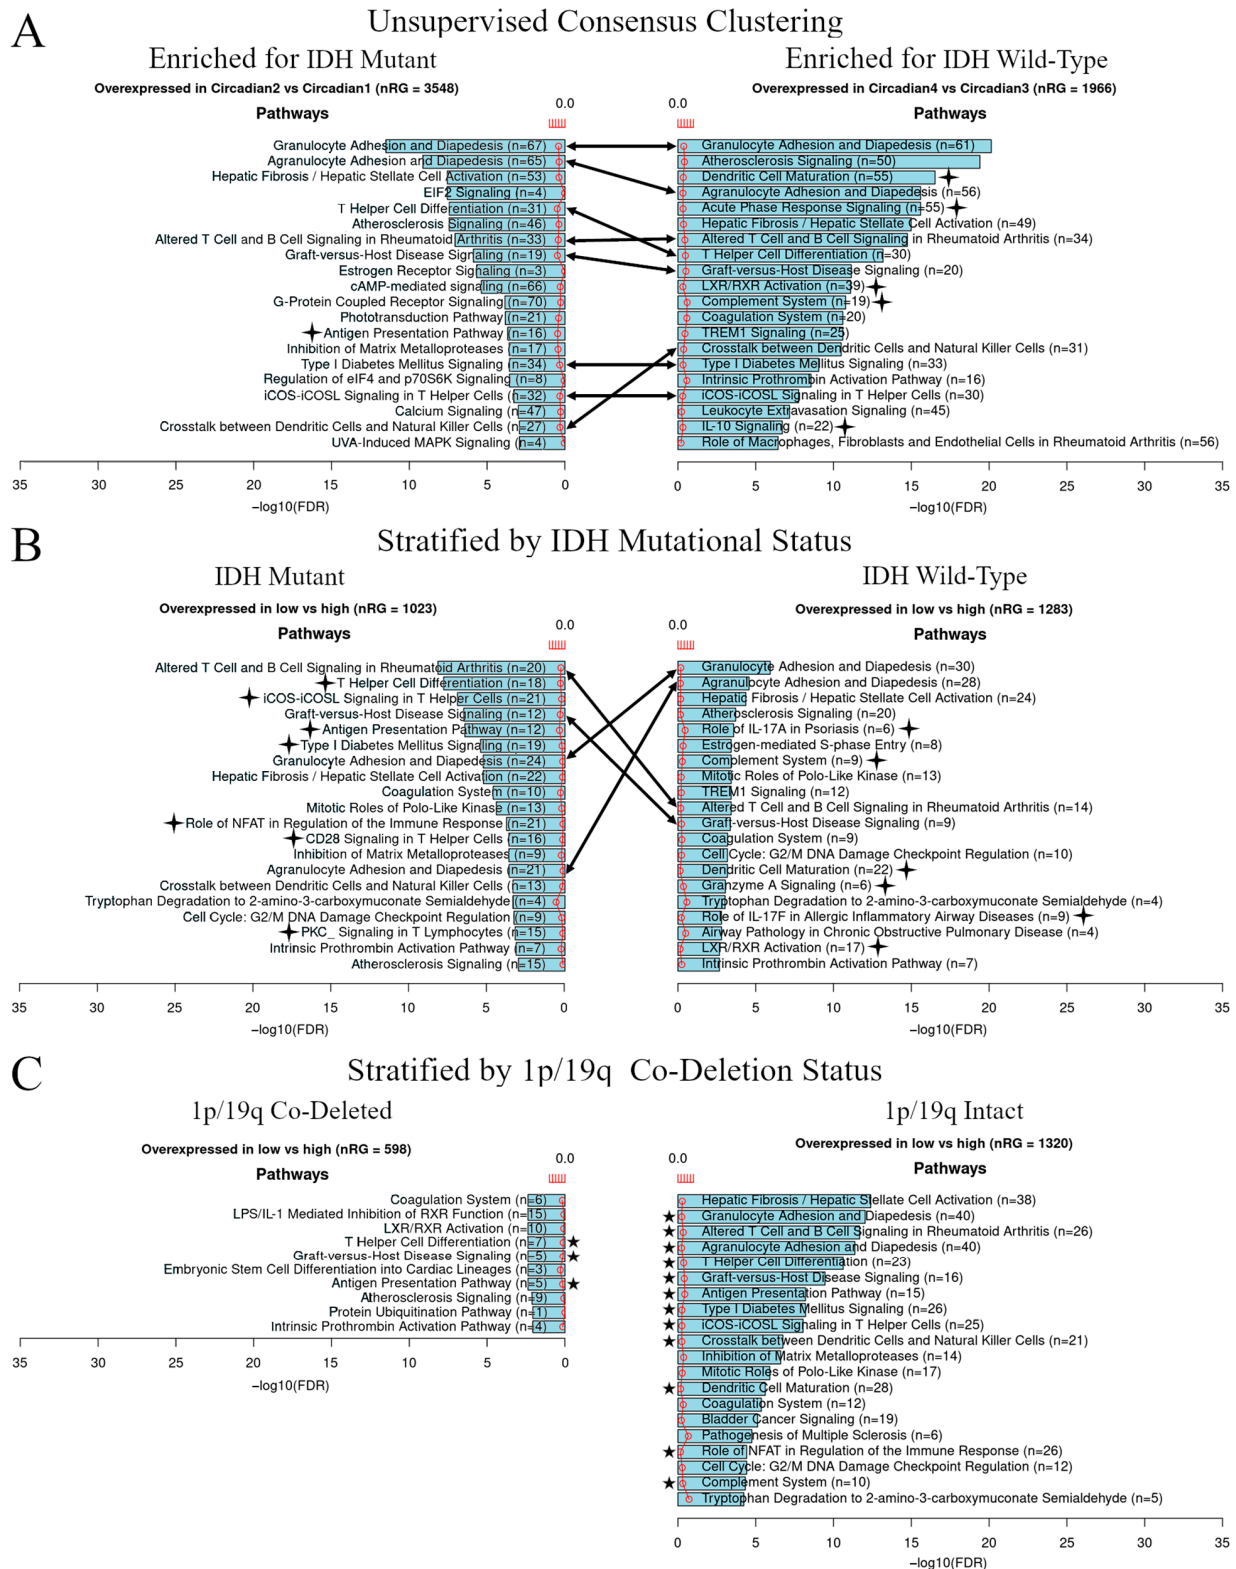 A
Unsupervised Consensus Clustering
Enriched for IDH Mutant
Overexpressed in Circadian2 vs Circadian1 (nRG = 3548)
Pathways
0.0
Granulocyte Adhesion and Diapedesis (n=67)
Agranulocyte Adhesion and Diapedesis (n=65)
Hepatic Fibrosis / Hepatic Stellate Cell Activation (n=53)
EIF2 Signaling (n=4)
T Helper Cell Differentiation (n=31)
Atherosclerosis Signaling (n=46)
Altered T Cell and B Cell Signaling in Rheumatoid Arthritis (n=33)
Graft-versus-Host Disease Signaling (n=19)
Estrogen Receptor Signaling (n=3)
cAMP-mediated signaling (n=66)
G-Protein Coupled Receptor Signaling (n=70)
Phototransduction Pathway (n=21)
Antigen Presentation Pathway (n=16)
Inhibition of Matrix Metalloproteases (n=17)
Type I Diabetes Mellitus Signaling (n=34)
Regulation of eIF4 and p70S6K Signaling (n=8)
iCOS-iCOSL Signaling in T Helper Cells (n=32)
Calcium Signaling (n=47)
Crosstalk between Dendritic Cells and Natural Killer Cells (n=27)
UVA-Induced MAPK Signaling (n=4)
35 30 25 20 15 10 5 0
−log10(FDR)
Enriched for IDH Wild-Type
Overexpressed in Circadian4 vs Circadian3 (nRG = 1966)
0.0
Pathways
Granulocyte Adhesion and Diapedesis (n=61)
Atherosclerosis Signaling (n=50)
Dendritic Cell Maturation (n=55)
Agranulocyte Adhesion and Diapedesis (n=56)
Acute Phase Response Signaling (n=55)
Hepatic Fibrosis / Hepatic Stellate Cell Activation (n=49)
Altered T Cell and B Cell Signaling in Rheumatoid Arthritis (n=34)
T Helper Cell Differentiation (n=30)
Graft-versus-Host Disease Signaling (n=20)
LXR/RXR Activation (n=39)
Complement System (n=19)
Coagulation System (n=20)
TREM1 Signaling (n=25)
Crosstalk between Dendritic Cells and Natural Killer Cells (n=31)
Type I Diabetes Mellitus Signaling (n=33)
Intrinsic Prothrombin Activation Pathway (n=16)
iCOS-iCOSL Signaling in T Helper Cells (n=30)
Leukocyte Extravasation Signaling (n=45)
IL-10 Signaling (n=22)
Role of Macrophages, Fibroblasts and Endothelial Cells in Rheumatoid Arthritis (n=56)
0 5 10 15 20 25 30 35
−log10(FDR)
B
Stratified by IDH Mutational Status
IDH Mutant
Overexpressed in low vs high (nRG = 1023)
Pathways
0.0
Altered T Cell and B Cell Signaling in Rheumatoid Arthritis (n=20)
T Helper Cell Differentiation (n=18)
iCOS-iCOSL Signaling in T Helper Cells (n=21)
Graft-versus-Host Disease Signaling (n=12)
Antigen Presentation Pathway (n=12)
Type I Diabetes Mellitus Signaling (n=19)
Granulocyte Adhesion and Diapedesis (n=24)
Hepatic Fibrosis / Hepatic Stellate Cell Activation (n=22)
Coagulation System (n=10)
Mitotic Roles of Polo-Like Kinase (n=13)
Role of NFAT in Regulation of the Immune Response (n=21)
CD28 Signaling in T Helper Cells (n=16)
Inhibition of Matrix Metalloproteases (n=9)
Agranulocyte Adhesion and Diapedesis (n=21)
Crosstalk between Dendritic Cells and Natural Killer Cells (n=13)
Tryptophan Degradation to 2-amino-3-carboxymuconate Semialdehyde (n=4)
Cell Cycle: G2/M DNA Damage Checkpoint Regulation (n=9)
PKC_ Signaling in T Lymphocytes (n=15)
Intrinsic Prothrombin Activation Pathway (n=7)
Atherosclerosis Signaling (n=15)
35 30 25 20 15 10 5 0
−log10(FDR)
IDH Wild-Type
Overexpressed in low vs high (nRG = 1283)
0.0
Pathways
Granulocyte Adhesion and Diapedesis (n=30)
Agranulocyte Adhesion and Diapedesis (n=28)
Hepatic Fibrosis / Hepatic Stellate Cell Activation (n=24)
Atherosclerosis Signaling (n=20)
Role of IL-17A in Psoriasis (n=6)
Estrogen-mediated S-phase Entry (n=8)
Complement System (n=9)
Mitotic Roles of Polo-Like Kinase (n=13)
TREM1 Signaling (n=12)
Altered T Cell and B Cell Signaling in Rheumatoid Arthritis (n=14)
Graft-versus-Host Disease Signaling (n=9)
Coagulation System (n=9)
Cell Cycle: G2/M DNA Damage Checkpoint Regulation (n=10)
Dendritic Cell Maturation (n=22)
Granzyme A Signaling (n=6)
Tryptophan Degradation to 2-amino-3-carboxymuconate Semialdehyde (n=4)
Role of IL-17F in Allergic Inflammatory Airway Diseases (n=9)
Airway Pathology in Chronic Obstructive Pulmonary Disease (n=4)
LXR/RXR Activation (n=17)
Intrinsic Prothrombin Activation Pathway (n=7)
0 5 10 15 20 25 30 35
−log10(FDR)
C
Stratified by 1p/19q Co-Deletion Status
1p/19q Co-Deleted
Overexpressed in low vs high (nRG = 598)
Pathways
0.0
Coagulation System (n=6)
LPS/IL-1 Mediated Inhibition of RXR Function (n=15)
LXR/RXR Activation (n=10)
T Helper Cell Differentiation (n=7)
Graft-versus-Host Disease Signaling (n=5)
Embryonic Stem Cell Differentiation into Cardiac Lineages (n=3)
Antigen Presentation Pathway (n=5)
Atherosclerosis Signaling (n=9)
Protein Ubiquitination Pathway (n=1)
Intrinsic Prothrombin Activation Pathway (n=4)
35 30 25 20 15 10 5 0
−log10(FDR)
1p/19q Intact
Overexpressed in low vs high (nRG = 1320)
0.0
Pathways
Hepatic Fibrosis / Hepatic Stellate Cell Activation (n=38)
Granulocyte Adhesion and Diapedesis (n=40)
Altered T Cell and B Cell Signaling in Rheumatoid Arthritis (n=26)
Agranulocyte Adhesion and Diapedesis (n=40)
T Helper Cell Differentiation (n=23)
Graft-versus-Host Disease Signaling (n=16)
Antigen Presentation Pathway (n=15)
Type I Diabetes Mellitus Signaling (n=26)
iCOS-iCOSL Signaling in T Helper Cells (n=25)
Crosstalk between Dendritic Cells and Natural Killer Cells (n=21)
Inhibition of Matrix Metalloproteases (n=14)
Mitotic Roles of Polo-Like Kinase (n=17)
Dendritic Cell Maturation (n=28)
Coagulation System (n=12)
Bladder Cancer Signaling (n=19)
Pathogenesis of Multiple Sclerosis (n=6)
Role of NFAT in Regulation of the Immune Response (n=26)
Cell Cycle: G2/M DNA Damage Checkpoint Regulation (n=12)
Complement System (n=10)
Tryptophan Degradation to 2-amino-3-carboxymuconate Semialdehyde (n=5)
0 5 10 15 20 25 30 35
−log10(FDR)